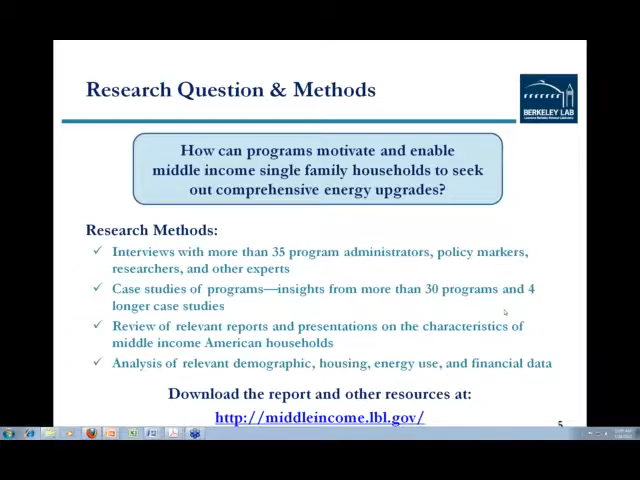 Research Question & Methods
BERKELEY LAB
How can programs motivate and enable
middle income single family households to seek
out comprehensive energy upgrades?
Research Methods:
Interviews with more than 35 program administrators, policy markers,
researchers, and other experts
Case studies of programs—insights from more than 30 programs and 4
longer case studies
Review of relevant reports and presentations on the characteristics of
middle income American households
Analysis of relevant demographic, housing, energy use, and financial data
Download the report and other resources at:
http://middleincome.lbl.gov/
5